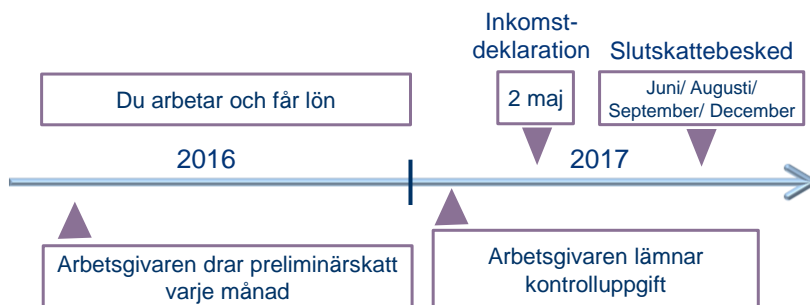 Inkomst-
deklaration
Slutskattebesked
Du arbetar och får lön
2 maj
Juni/ Augusti/
September/ December
2016
2017
Arbetsgivaren drar preliminärskatt
varje månad
Arbetsgivaren lämnar
kontrolluppgift